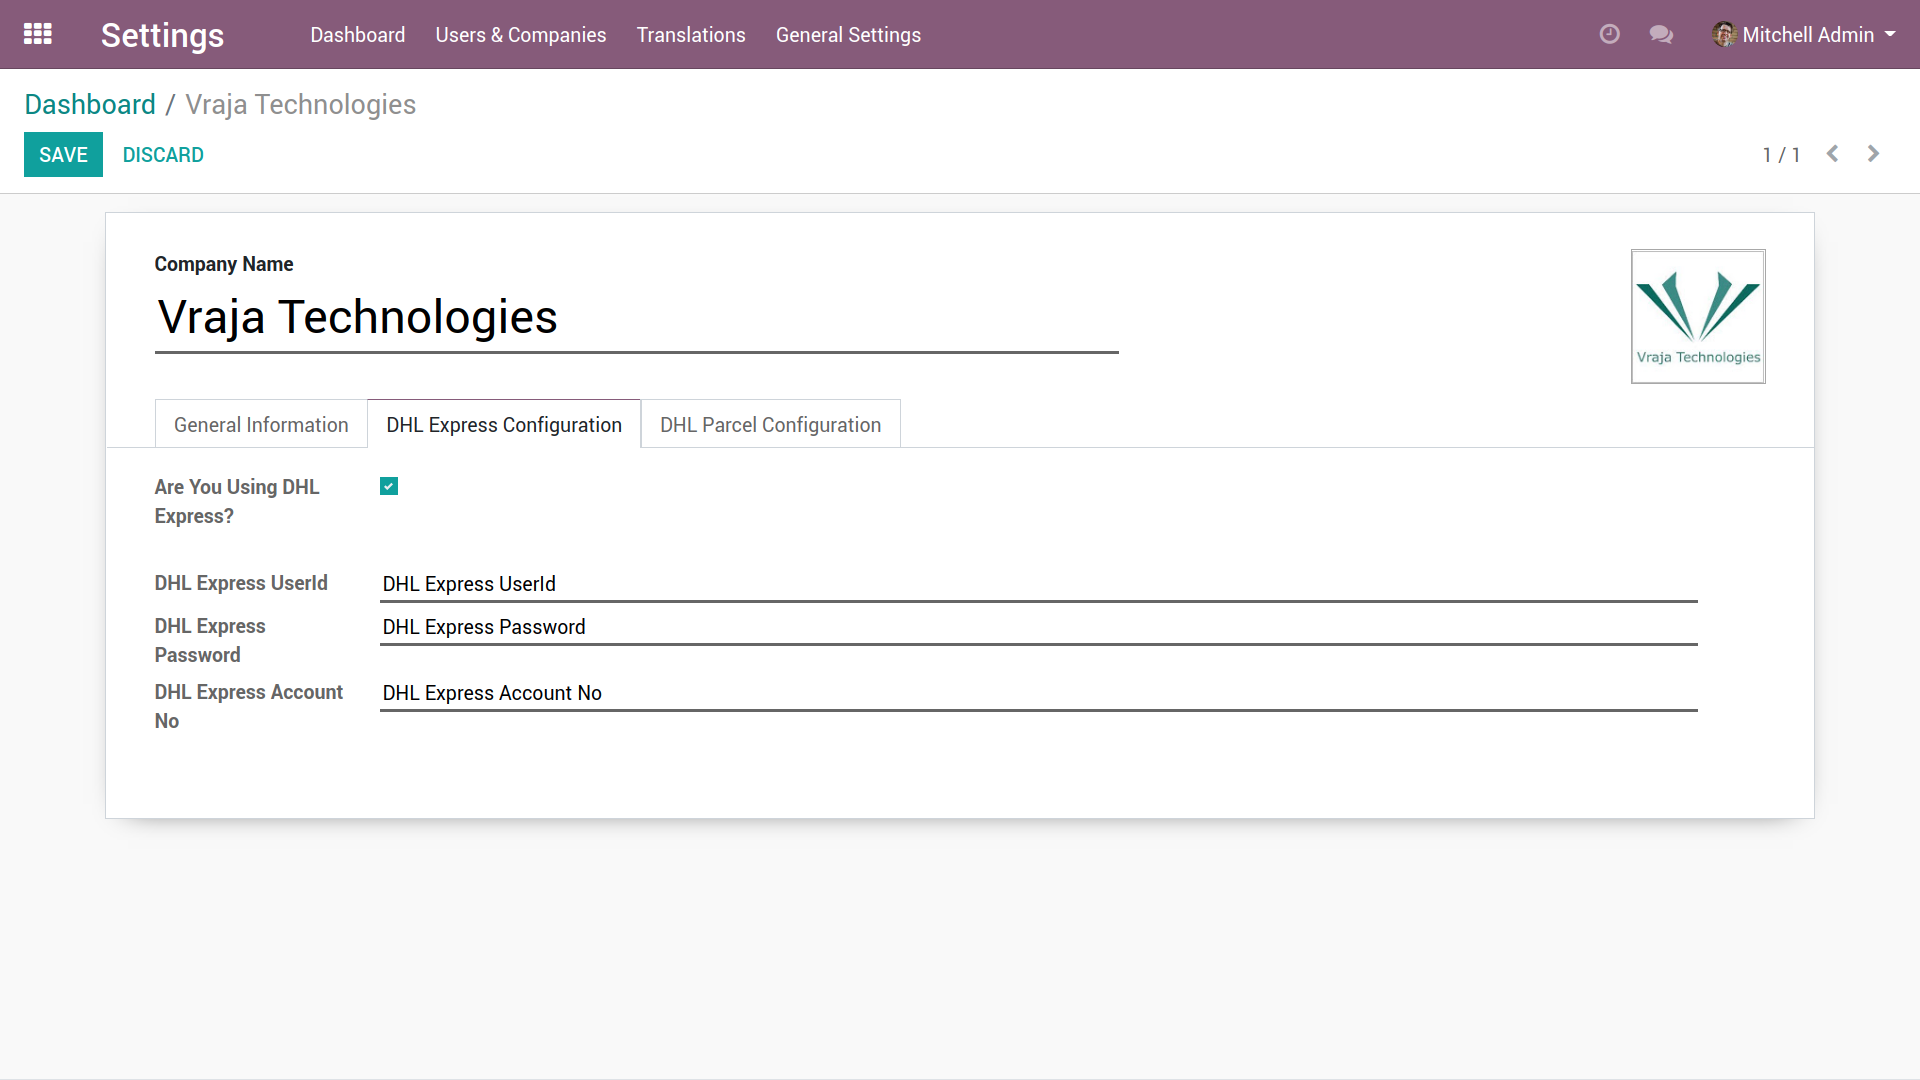 Settings Dashboard Users & Companies Translations General Settings Mitchell Admin
Dashboard / Vraja Technologies
SAVE DISCARD 1 / 1
Company Name
Vraja Technologies
Vraja Technologies
General Information DHL Express Configuration DHL Parcel Configuration
Are You Using DHL
Express?
DHL Express UserId DHL Express UserId
DHL Express DHL Express Password
Password
DHL Express Account DHL Express Account No
No